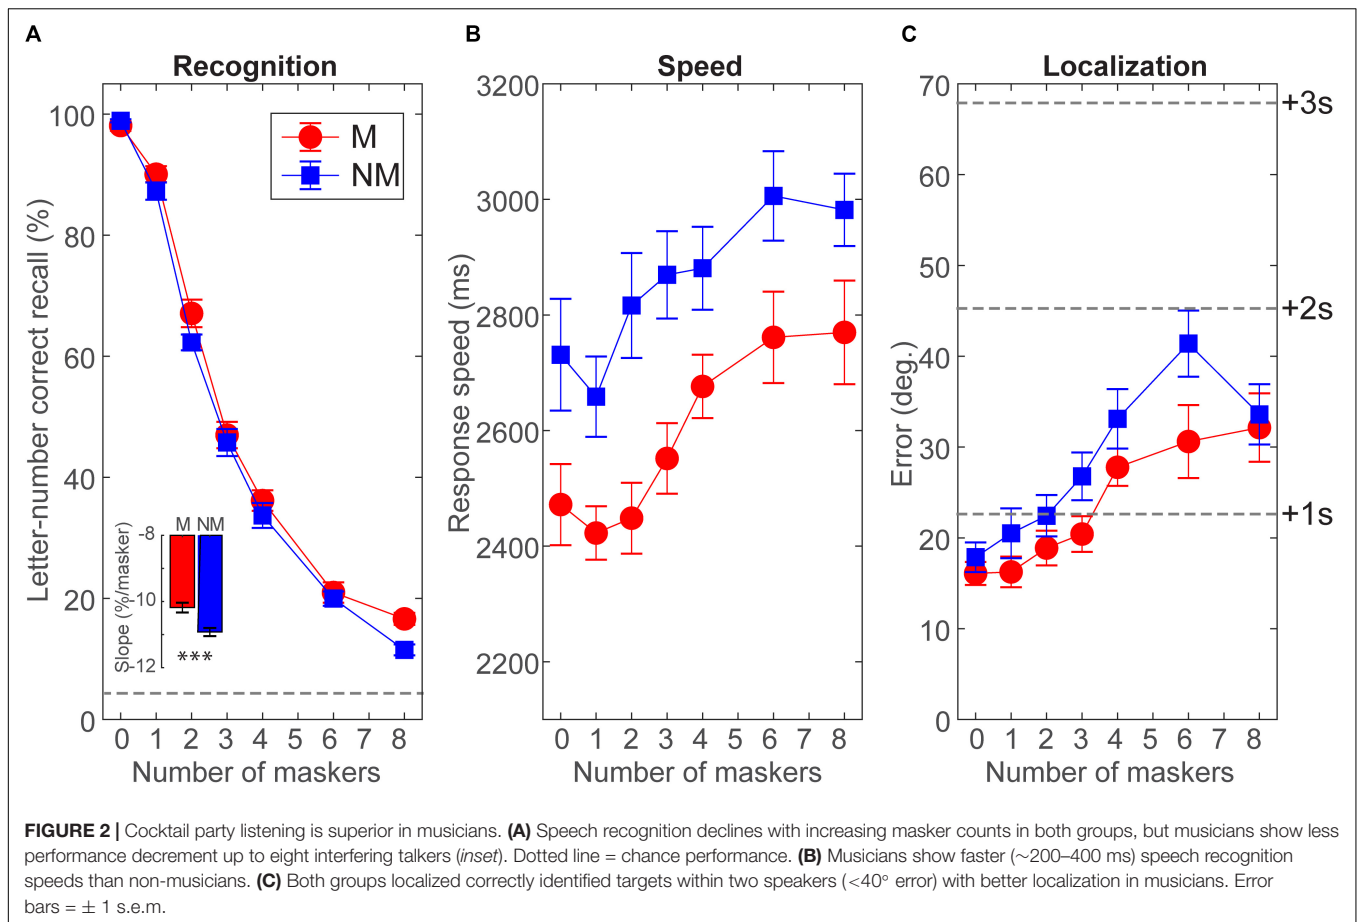 A
Recognition
Letter-number correct recall (%)
100
80
60
40
20
0
M
NM
M NM
Slope (%/masker)
-8
-10
-12
***
0 1 2 3 4 5 6 7 8
Number of maskers
B
Speed
Response speed (ms)
3200
3000
2800
2600
2400
2200
0 1 2 3 4 5 6 7 8
Number of maskers
C
Localization
Error (deg.)
70
60
50
40
30
20
10
0
+3s
+2s
+1s
0 1 2 3 4 5 6 7 8
Number of maskers
FIGURE 2 | Cocktail party listening is superior in musicians. (A) Speech recognition declines with increasing masker counts in both groups, but musicians show less
performance decrement up to eight interfering talkers (inset). Dotted line = chance performance. (B) Musicians show faster (∼200–400 ms) speech recognition
speeds than non-musicians. (C) Both groups localized correctly identified targets within two speakers (<40° error) with better localization in musicians. Error
bars = ± 1 s.e.m.